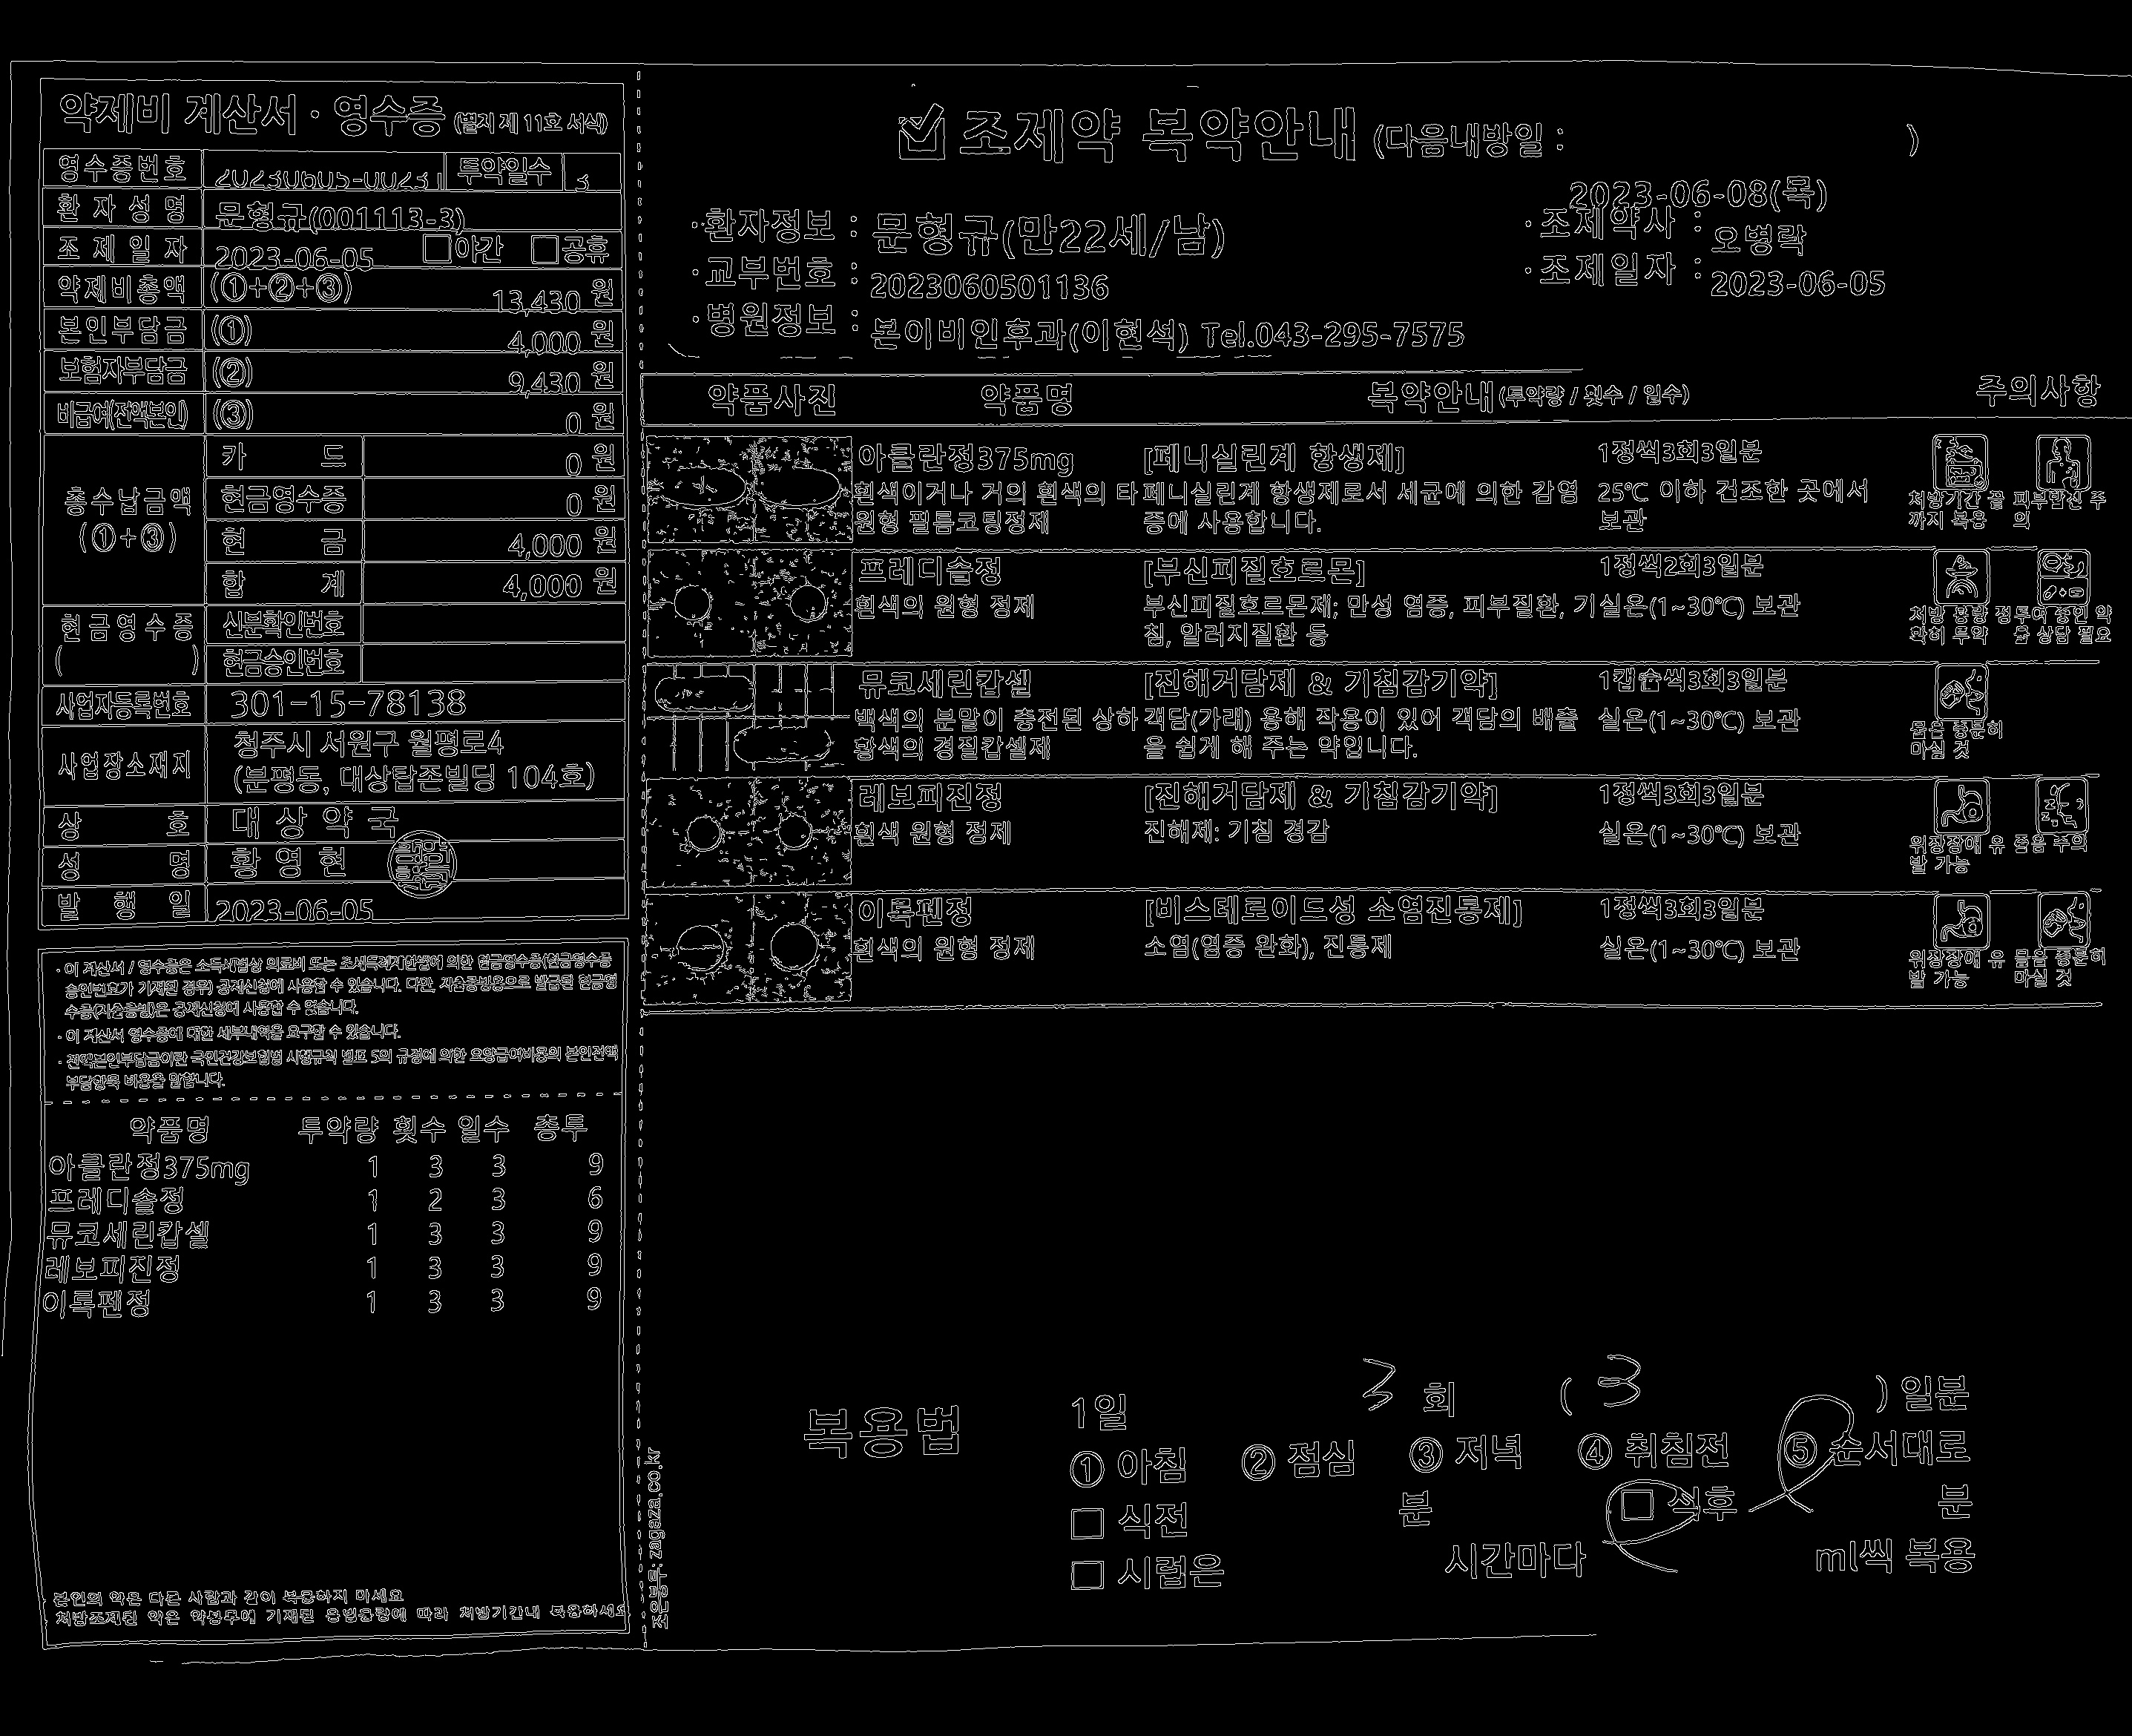 약제비 계산서 · 영수증 (별지 제 11호 서식)
영수증번호 20230605-00231 투약일수 3
환자성명 문형규(001113-3)
조제일자 2023-06-05 □야간 □공휴
약제비총액 (①+②+③) 13,430 원
본인부담금 (①) 4,000 원
보험자부담금 (②) 9,430 원
비급여(전액본인) (③) 0 원
총수납금액 (①+③)
카 드 0 원
현금영수증 0 원
현 금 4,000 원
합 계 4,000 원
현금영수증 ( )
신분확인번호
현금승인번호
사업자등록번호 301-15-78138
사업장소재지 청주시 서원구 월평로4
(분평동, 대상탑존빌딩 104호)
상 호 대상약국
성 명 황영현
발 행 일 2023-06-05
· 이 계산서 / 영수증은 소득세법상 의료비 또는 조세특례제한법에 의한 현금영수증(현금영수증
승인번호가 기재된 경우) 공제신청에 사용할 수 있습니다. 다만, 지출증빙용으로 발급된 현금영
수증(지출증빙)은 공제신청에 사용할 수 없습니다.
· 이 계산서 영수증에 대한 세부내역을 요구할 수 있습니다.
· 전액본인부담금이란 국민건강보험법 시행규칙 별표 5의 규정에 의한 요양급여비용의 본인전액
부담항목 비용을 말합니다.
약품명 투약량 횟수 일수 총투
아클란정375mg 1 3 3 9
프레디솔정 1 2 3 6
뮤코세린캅셀 1 3 3 9
레보피진정 1 3 3 9
이록펜정 1 3 3 9
본인의 약은 다른 사람과 같이 복용하지 마세요
처방조제된 약은 약봉투에 기재된 용법용량에 따라 처방기간내 복용하세요
조은봉투: zagaza.co.kr
조제약 복약안내 (다음내방일 : )
2023-06-08(목)
·환자정보 : 문형규(만22세/남) ·조제약사 : 오병락
·교부번호 : 2023060501136 ·조제일자 : 2023-06-05
·병원정보 : 본이비인후과(이현석) Tel.043-295-7575
약품사진 약품명 복약안내(투약량 / 횟수 / 일수) 주의사항
아클란정375mg [페니실린계 항생제] 1정씩3회3일분
흰색이거나 거의 흰색의 타 페니실린계 항생제로서 세균에 의한 감염 25℃ 이하 건조한 곳에서 처방기간 끝 피부발진 주
원형 필름코팅정제 증에 사용합니다. 보관 까지 복용 의
프레디솔정 [부신피질호르몬] 1정씩2회3일분
흰색의 원형 정제 부신피질호르몬제; 만성 염증, 피부질환, 기 실온(1~30℃) 보관 처방 용량 정 투여 중인 약
침, 알러지질환 등 확히 투약 물 상담 필요
뮤코세린캅셀 [진해거담제 & 기침감기약] 1캡슐씩3회3일분
백색의 분말이 충전된 상하 객담(가래) 용해 작용이 있어 객담의 배출 실온(1~30℃) 보관 물을 충분히
황색의 경질캅셀제 을 쉽게 해 주는 약입니다. 마실 것
레보피진정 [진해거담제 & 기침감기약] 1정씩3회3일분
흰색 원형 정제 진해제: 기침 경감 실온(1~30℃) 보관 위장장애 유 졸음 주의
발 가능
이록펜정 [비스테로이드성 소염진통제] 1정씩3회3일분
흰색의 원형 정제 소염(염증 완화), 진통제 실온(1~30℃) 보관 위장장애 유 물을 충분히
발 가능 마실 것
복용법 1일 3 회 ( 3 ) 일분
① 아침 ② 점심 ③ 저녁 ④ 취침전 ⑤ 순서대로
□ 식전 분 □ 식후 분
□ 시럽은 시간마다 ml씩 복용